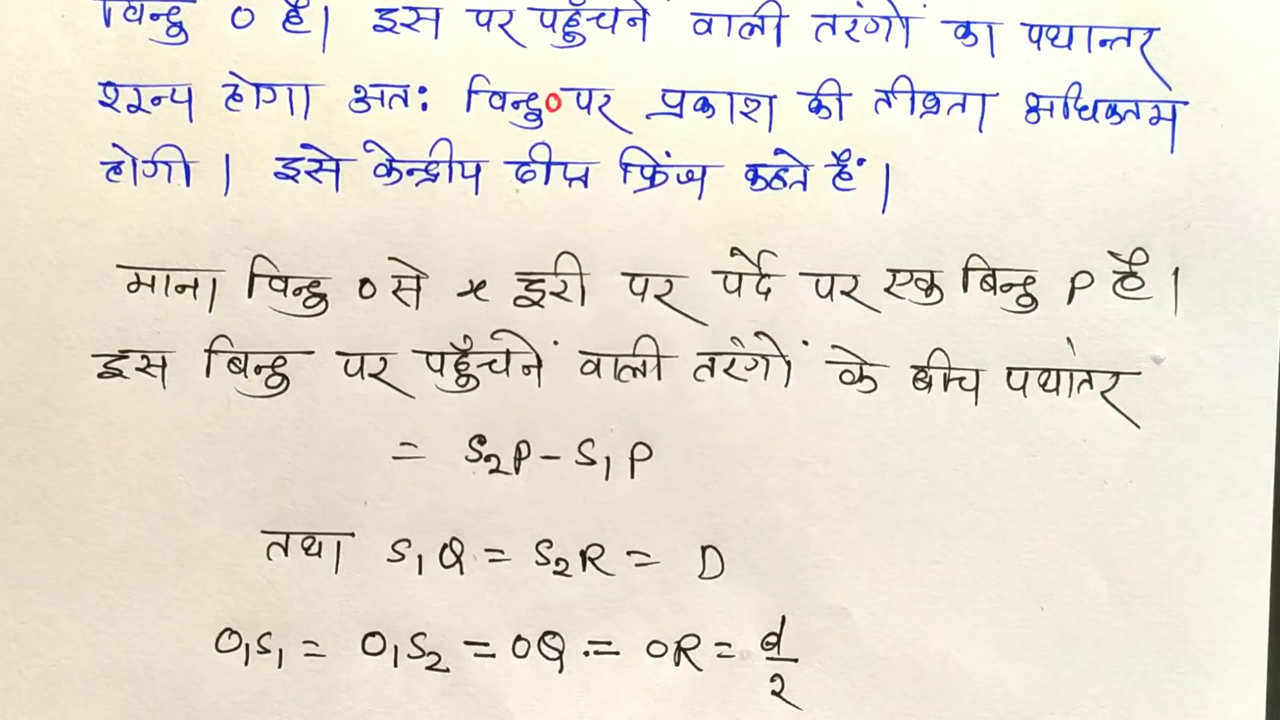 विन्दु O है। इस पर पहुँचने वाली तरंगों का पथान्तर
शून्य होगा अतः विन्दु O पर प्रकाश की तीव्रता अधिकतम
होगी। इसे केन्द्रीय दीप्त फ्रिंज कहते हैं।
माना विन्दु O से x दूरी पर पर्दे पर एक बिन्दु P है।
इस बिन्दु पर पहुँचनें वाली तरंगों के बीच पथांतर
= S₂P - S₁P
तथा S₁Q = S₂R = D
O₁S₁ = O₁S₂ = OQ = OR = d/2